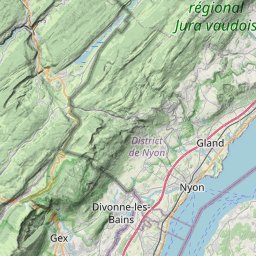 régional
Jura vaudois
District
de Nyon
Gland
Nyon
Divonne-les-
Bains
Gex